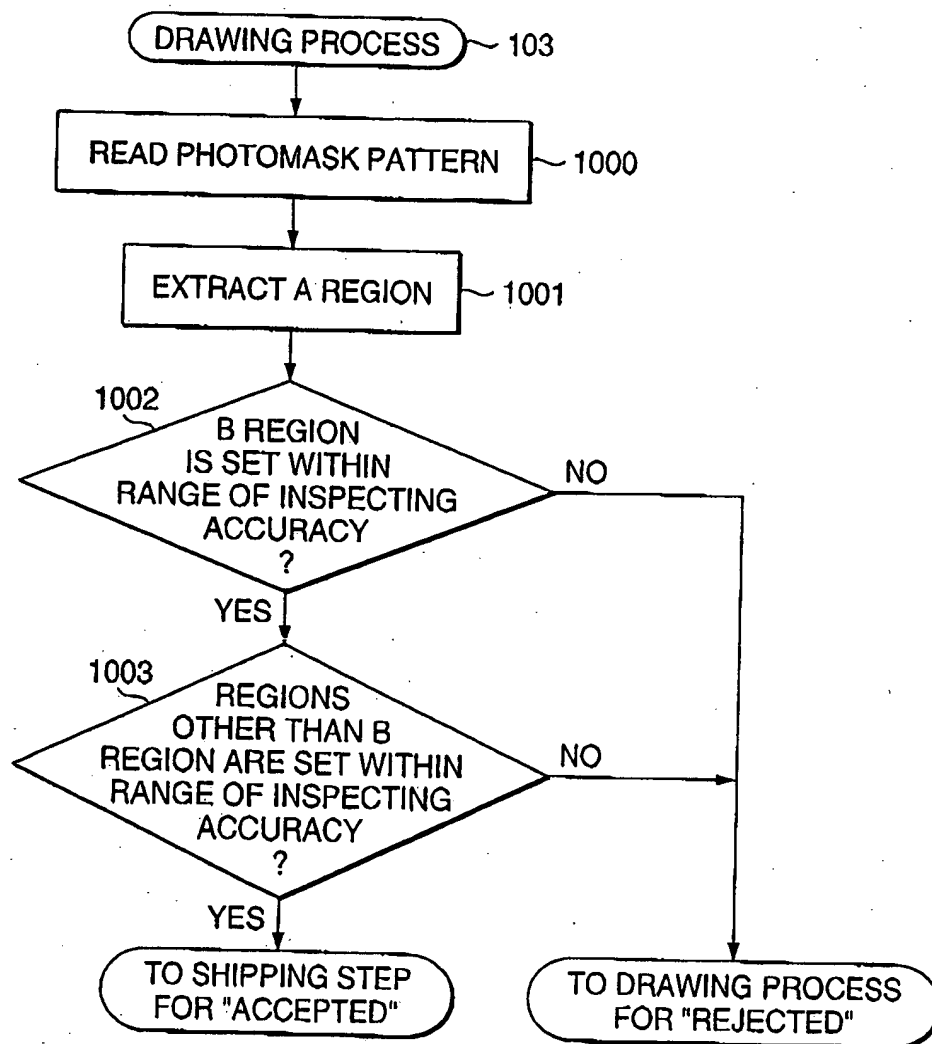 DRAWING PROCESS
103
READ PHOTOMASK PATTERN
1000
EXTRACT A REGION
1001
1002
B REGION
IS SET WITHIN
RANGE OF INSPECTING
ACCURACY
?
NO
YES
1003
REGIONS
OTHER THAN B
REGION ARE SET WITHIN
RANGE OF INSPECTING
ACCURACY
?
NO
YES
TO SHIPPING STEP
FOR "ACCEPTED"
TO DRAWING PROCESS
FOR "REJECTED"